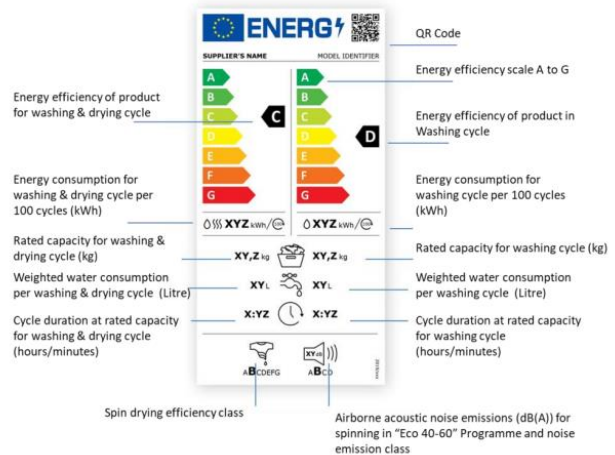 ENERG
SUPPLIER'S NAME MODEL IDENTIFIER
QR Code
Energy efficiency scale A to G
A A
B B
C C
D D
E E
F F
G G
C
D
Energy efficiency of product
for washing & drying cycle
Energy efficiency of product in
Washing cycle
Energy consumption for
washing & drying cycle per
100 cycles (kWh)
Energy consumption for
washing cycle per 100 cycles
(kWh)
XYZ kWh/ XYZ kWh/
Rated capacity for washing &
drying cycle (kg)
XY,Z kg XY,Z kg
Rated capacity for washing cycle (kg)
Weighted water consumption
per washing & drying cycle (Litre)
XY L XY L
Weighted water consumption
per washing cycle (Litre)
Cycle duration at rated capacity
for washing & drying cycle
(hours/minutes)
X:YZ X:YZ
Cycle duration at rated capacity
for washing cycle
(hours/minutes)
XY dB
ABCDEFG ABCD
Spin drying efficiency class
Airborne acoustic noise emissions (dB(A)) for
spinning in "Eco 40-60" Programme and noise
emission class